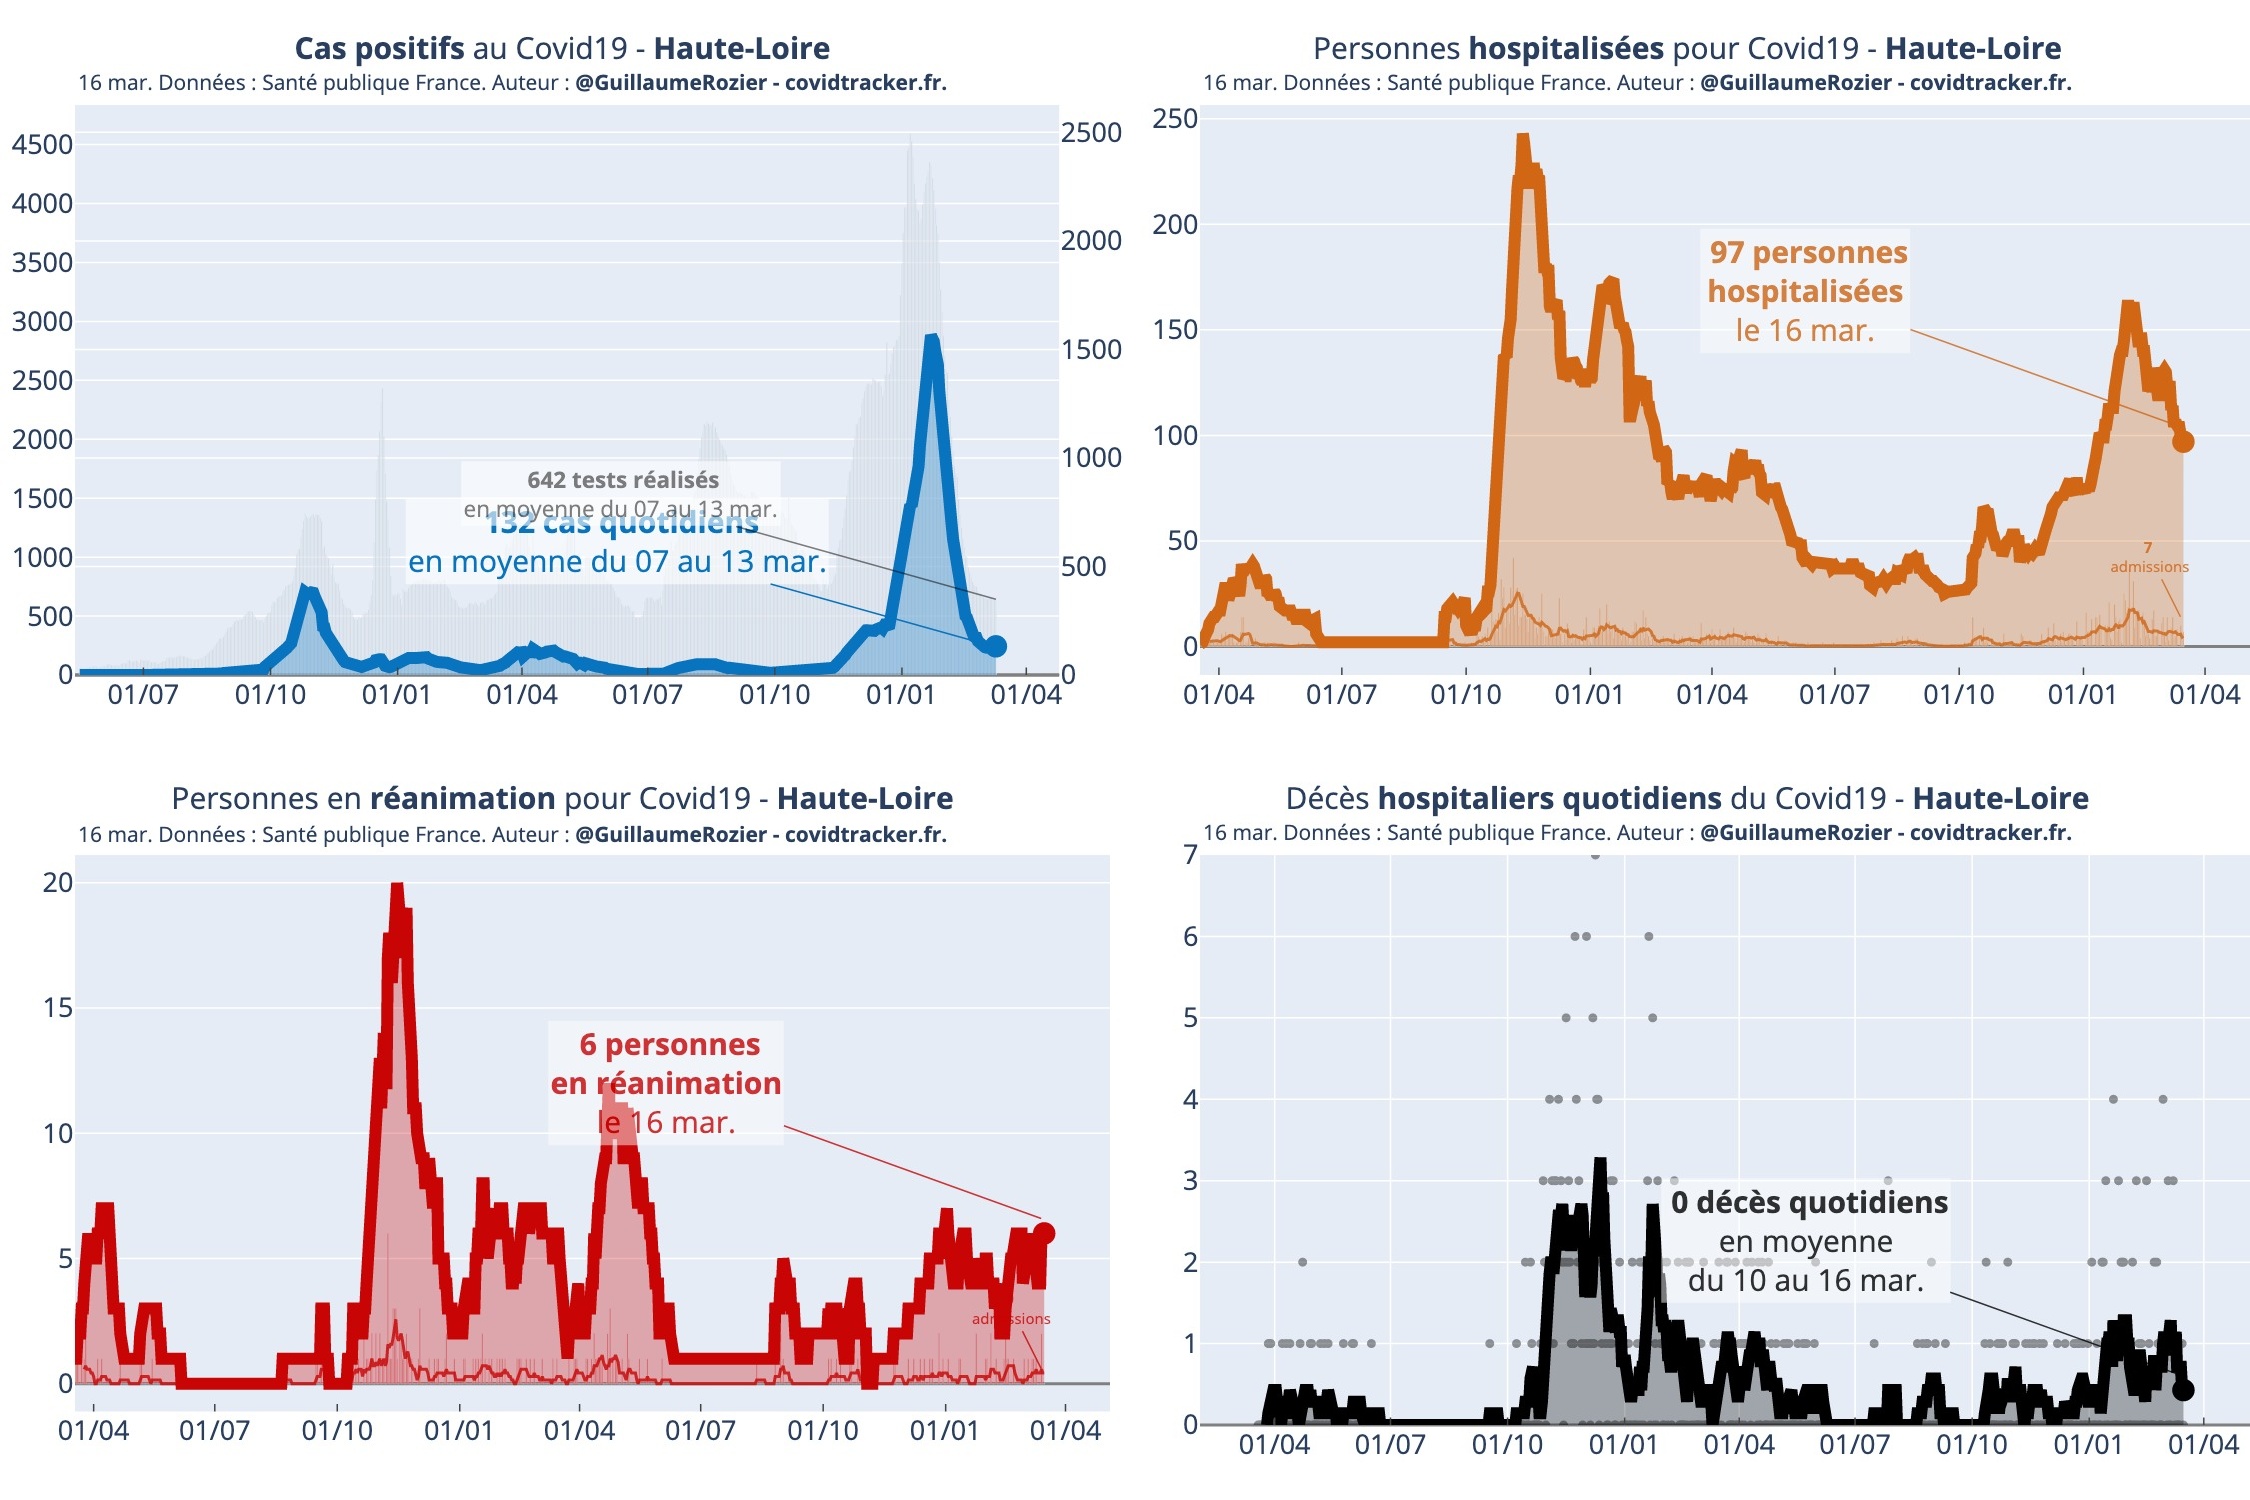 Cas positifs au Covid19 - Haute-Loire
16 mar. Données : Santé publique France. Auteur : @GuillaumeRozier - covidtracker.fr.
4500
4000
3500
3000
2500
2000
1500
1000
500
0
2500
2000
1500
1000
500
0
642 tests réalisés
en moyenne du 07 au 13 mar.
132 cas quotidiens
en moyenne du 07 au 13 mar.
01/07 01/10 01/01 01/04 01/07 01/10 01/01 01/04
Personnes hospitalisées pour Covid19 - Haute-Loire
16 mar. Données : Santé publique France. Auteur : @GuillaumeRozier - covidtracker.fr.
250
200
150
100
50
0
97 personnes
hospitalisées
le 16 mar.
7
admissions
01/04 01/07 01/10 01/01 01/04 01/07 01/10 01/01 01/04
Personnes en réanimation pour Covid19 - Haute-Loire
16 mar. Données : Santé publique France. Auteur : @GuillaumeRozier - covidtracker.fr.
20
15
10
5
0
6 personnes
en réanimation
le 16 mar.
admissions
01/04 01/07 01/10 01/01 01/04 01/07 01/10 01/01 01/04
Décès hospitaliers quotidiens du Covid19 - Haute-Loire
16 mar. Données : Santé publique France. Auteur : @GuillaumeRozier - covidtracker.fr.
7
6
5
4
3
2
1
0
0 décès quotidiens
en moyenne
du 10 au 16 mar.
01/04 01/07 01/10 01/01 01/04 01/07 01/10 01/01 01/04